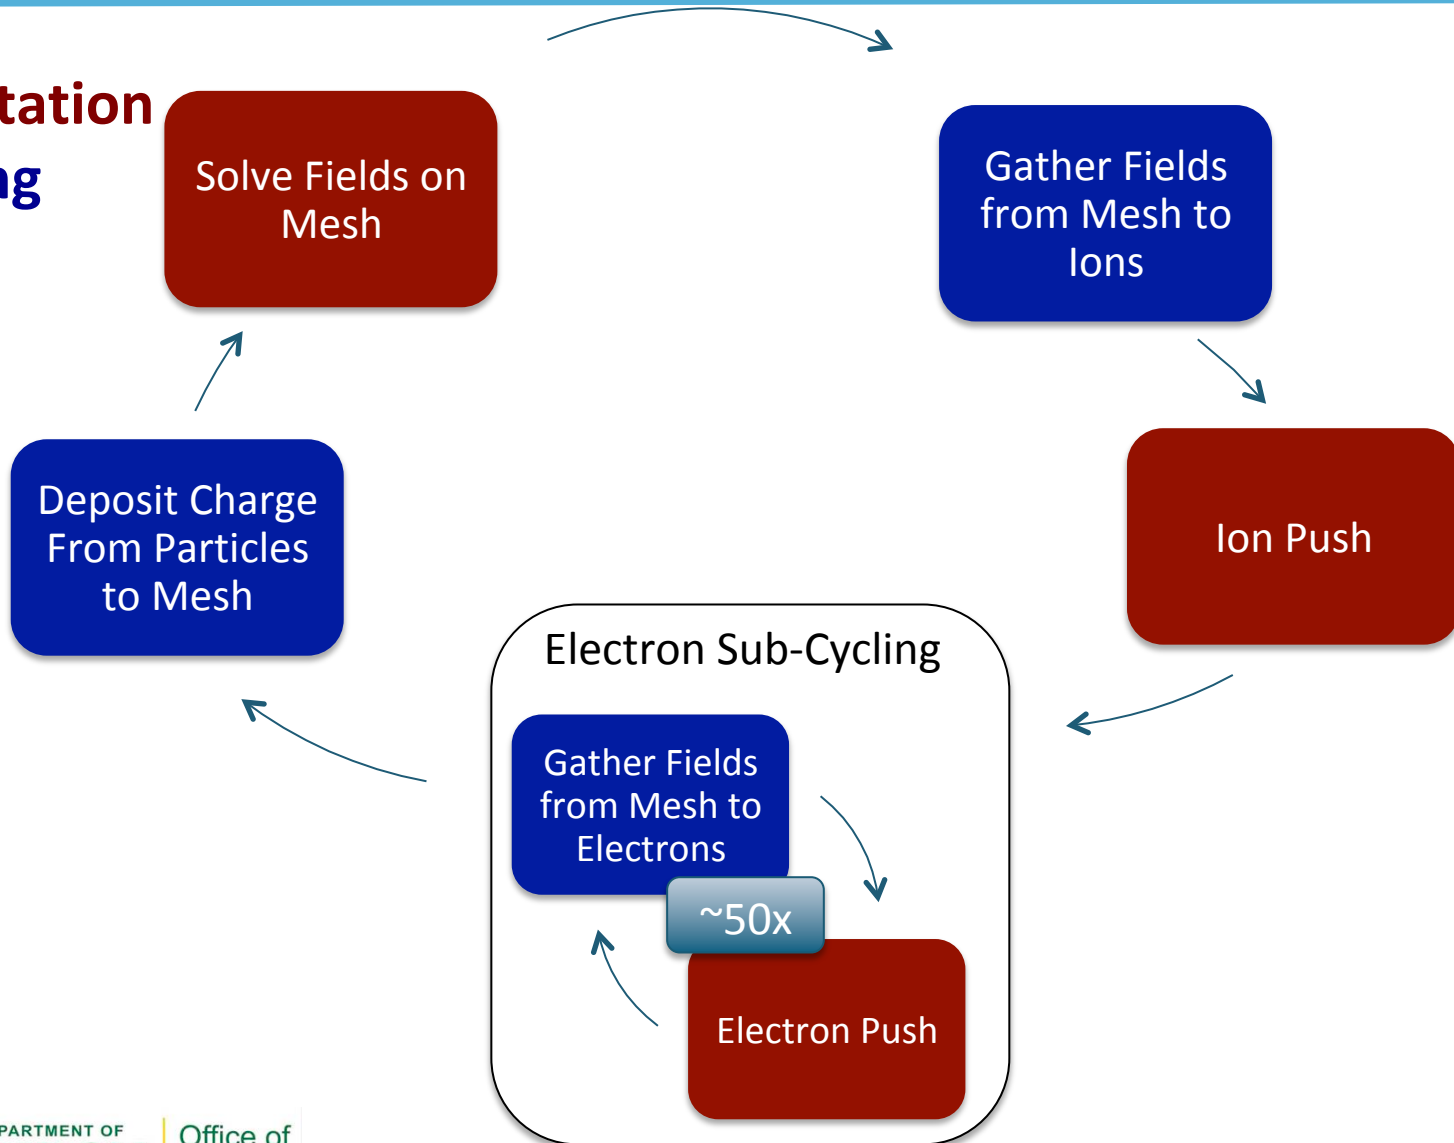 tation
ng
Solve Fields on
Mesh
Gather Fields
from Mesh to
Ions
Deposit Charge
From Particles
to Mesh
Ion Push
Electron Sub-Cycling
Gather Fields
from Mesh to
Electrons
~50x
Electron Push
PARTMENT OF
Office of